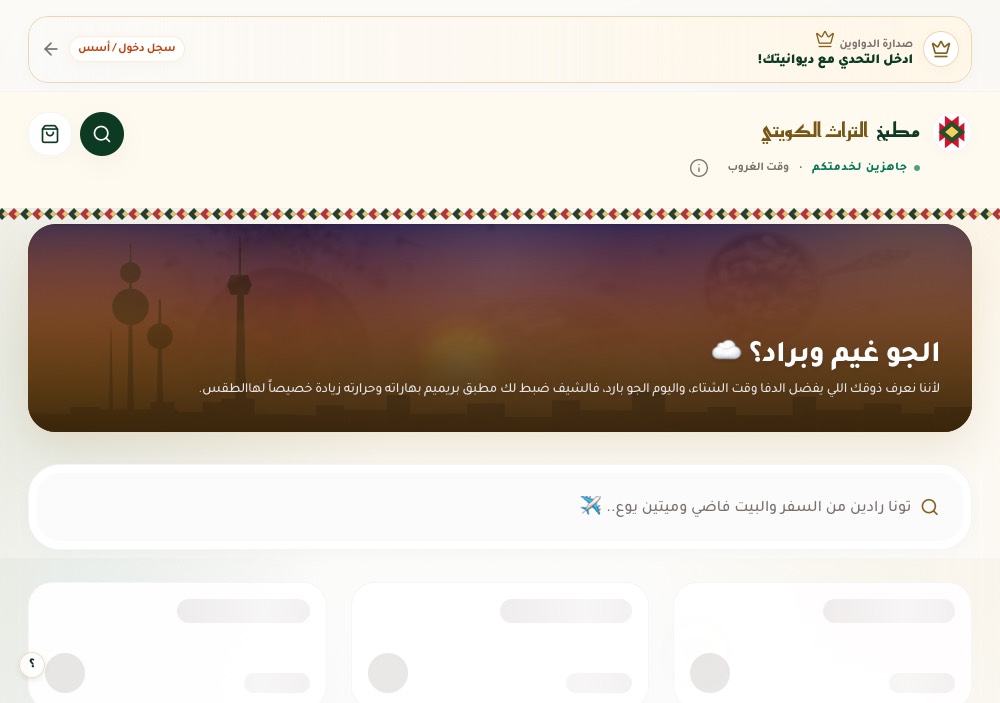 صدارة الدواوين
ادخل التحدي مع ديوانيتك!
سجل دخول / أسس
مطبخ التراث الكويتي
جاهزين لخدمتكم · وقت الغروب
الجو غيم وبراد؟ ☁️
لأننا نعرف ذوقك اللي يفضل الدفا وقت الشتاء، واليوم الجو بارد، فالشيف ضبط لك مطبق بريميم بهاراته وحرارته زيادة خصيصاً لهاالطقس.
تونا رادين من السفر والبيت فاضي وميتين يوع.. ✈️
؟